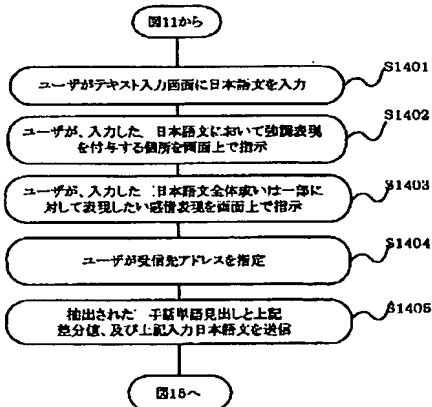 図11から
S1401
ユーザがテキスト入力画面に日本語文を入力
S1402
ユーザが、入力した 日本語文において強調表現
を付与する個所を画面上で指示
S1403
ユーザが、入力した 日本語文全体或いは一部に
対して表現したい感情表現を画面上で指示
S1404
ユーザが受信先アドレスを指定
S1405
抽出された 手話単語見出しと上記
差分値、及び上記入力日本語文を送信
図15へ